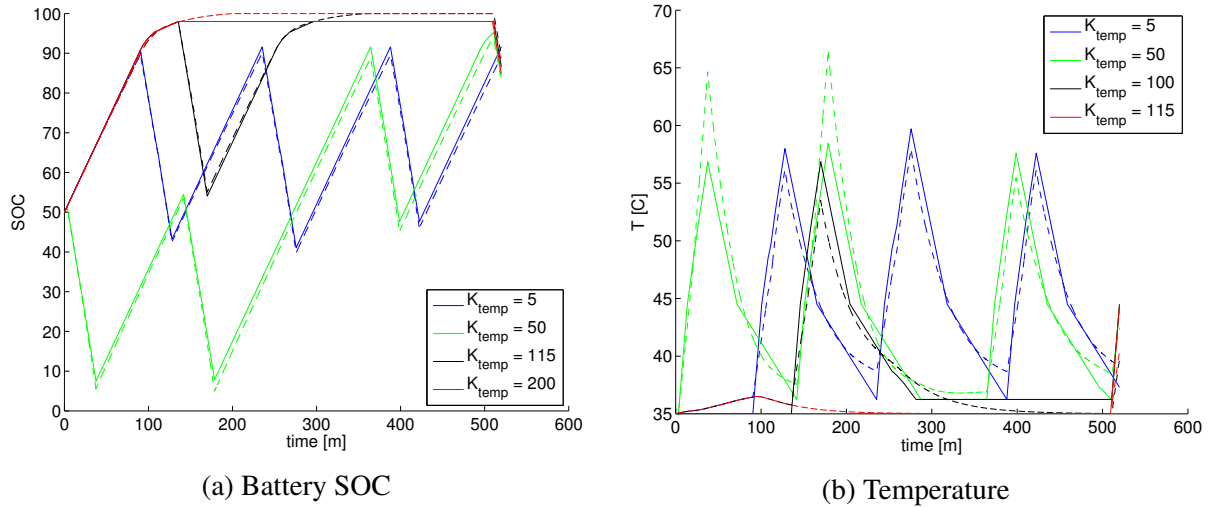 100
90
80
70
60
50
40
30
20
10
0
SOC
0 100 200 300 400 500 600
time [m]
K_temp = 5
K_temp = 50
K_temp = 115
K_temp = 200
(a) Battery SOC
70
65
60
55
50
45
40
35
T [C]
0 100 200 300 400 500 600
time [m]
K_temp = 5
K_temp = 50
K_temp = 100
K_temp = 115
(b) Temperature